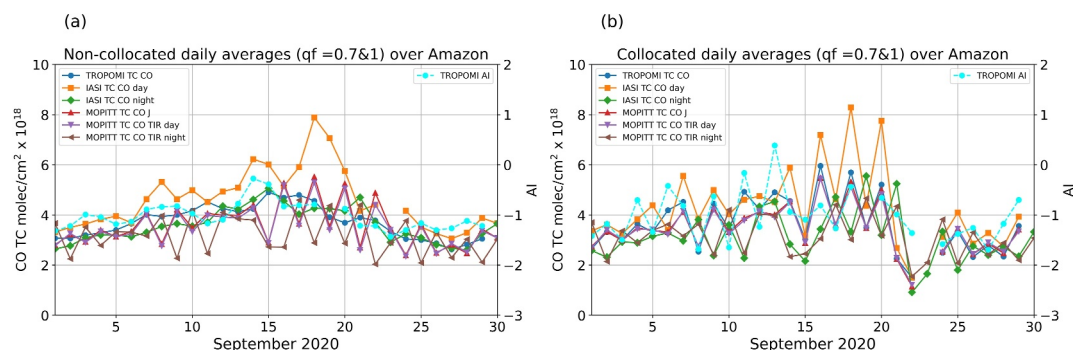 (a)
Non-collocated daily averages (qf =0.7&1) over Amazon
10
8
6
4
2
0
CO TC molec/cm² x 10¹⁸
TROPOMI TC CO
IASI TC CO day
IASI TC CO night
MOPITT TC CO J
MOPITT TC CO TIR day
MOPITT TC CO TIR night
TROPOMI AI
2
1
0
−1
−2
−3
AI
5
10
15
20
25
30
September 2020
(b)
Collocated daily averages (qf =0.7&1) over Amazon
10
8
6
4
2
0
CO TC molec/cm² x 10¹⁸
TROPOMI TC CO
IASI TC CO day
IASI TC CO night
MOPITT TC CO J
MOPITT TC CO TIR day
MOPITT TC CO TIR night
TROPOMI AI
2
1
0
−1
−2
−3
AI
5
10
15
20
25
30
September 2020